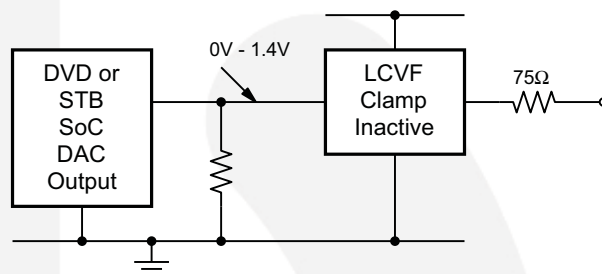 DVD or
STB
SoC
DAC
Output
0V - 1.4V
LCVF
Clamp
Inactive
75Ω